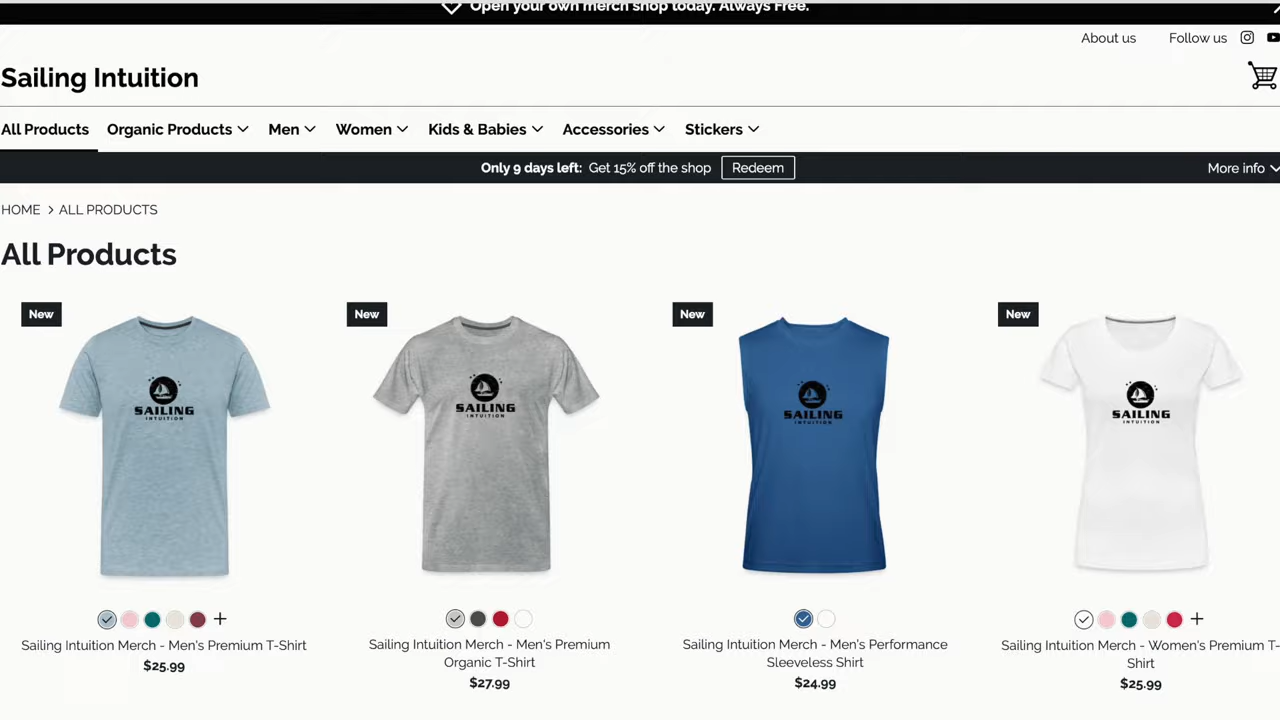 Open your own merch shop today. Always Free.
About us Follow us
Sailing Intuition
All Products Organic Products Men Women Kids & Babies Accessories Stickers
Only 9 days left: Get 15% off the shop Redeem More info
HOME > ALL PRODUCTS
All Products
New New New New
SAILING INTUITION
SAILING INTUITION
SAILING INTUITION
SAILING INTUITION
Sailing Intuition Merch - Men's Premium T-Shirt
$25.99
Sailing Intuition Merch - Men's Premium
Organic T-Shirt
$27.99
Sailing Intuition Merch - Men's Performance
Sleeveless Shirt
$24.99
Sailing Intuition Merch - Women's Premium T-
Shirt
$25.99